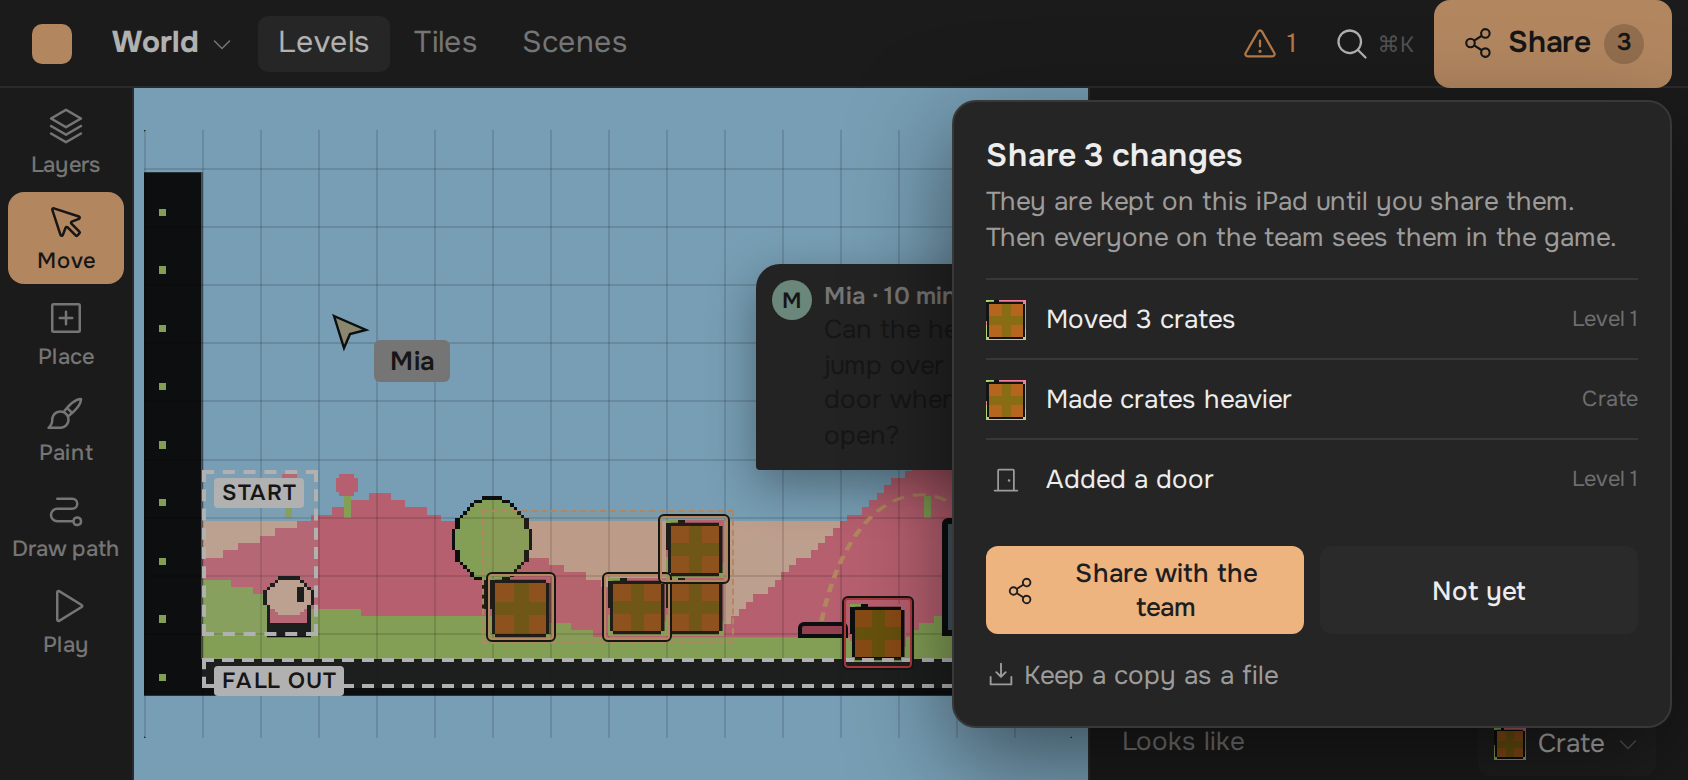 World Levels Tiles Scenes 1 ⌘K Share 3
Layers
Move
Place
Paint
Draw path
Play
Mia
M Mia · 10 min
Can the he
jump over
door when
open?
START
FALL OUT
Share 3 changes
They are kept on this iPad until you share them.
Then everyone on the team sees them in the game.
Moved 3 crates Level 1
Made crates heavier Crate
Added a door Level 1
Share with the
team
Not yet
Keep a copy as a file
Looks like Crate